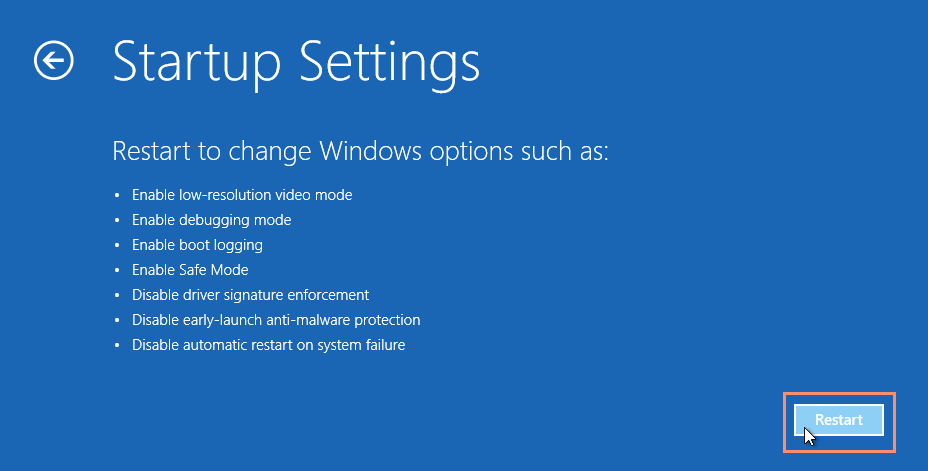 Startup Settings
Restart to change Windows options such as:
• Enable low-resolution video mode
• Enable debugging mode
• Enable boot logging
• Enable Safe Mode
• Disable driver signature enforcement
• Disable early-launch anti-malware protection
• Disable automatic restart on system failure
Restart